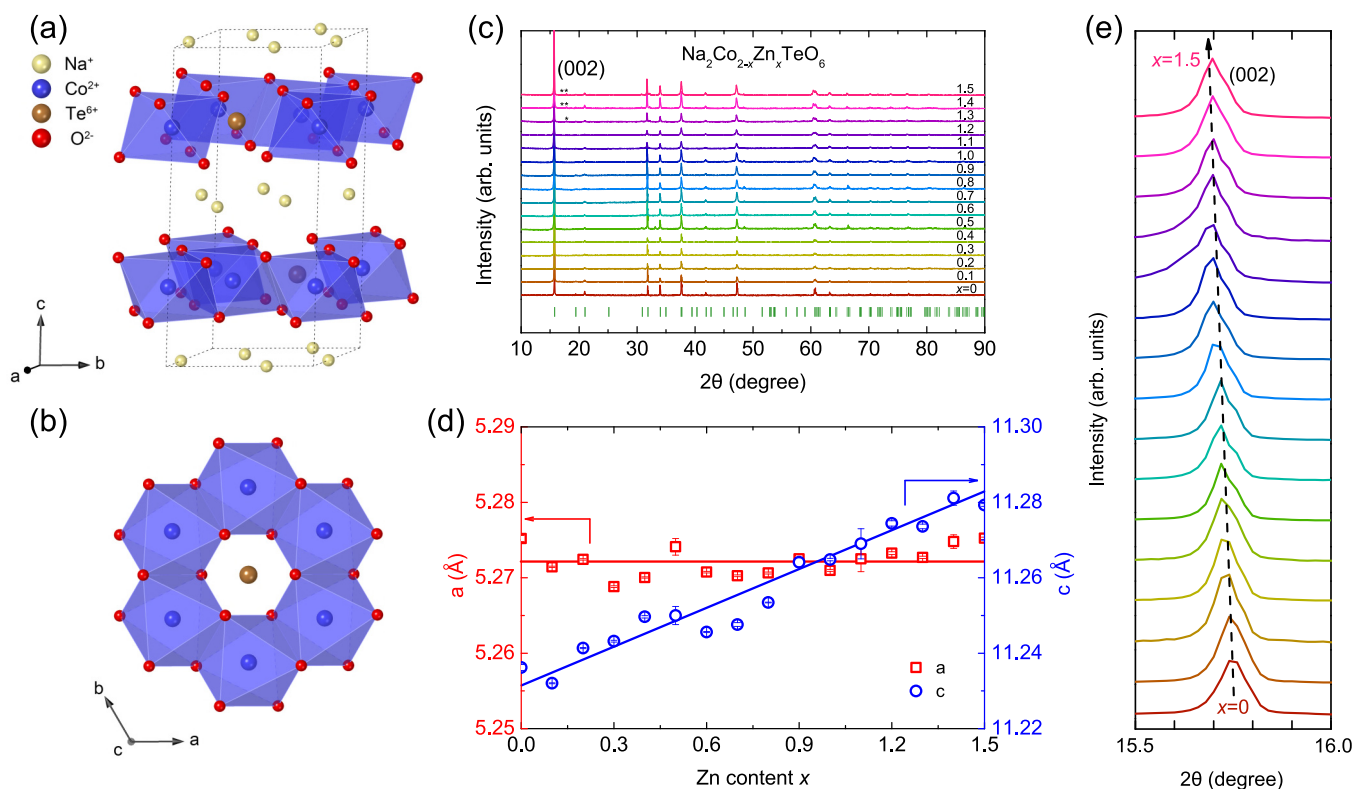 (a)
Na⁺
Co²⁺
Te⁶⁺
O²⁻
c
a
b
(b)
b
c
a
(c)
Na₂Co₂₋ₓZnₓTeO₆
(002)
**
**
*
1.5
1.4
1.3
1.2
1.1
1.0
0.9
0.8
0.7
0.6
0.5
0.4
0.3
0.2
0.1
x=0
Intensity (arb. units)
10 20 30 40 50 60 70 80 90
2θ (degree)
(d)
5.29
5.28
5.27
5.26
5.25
a (Å)
11.30
11.28
11.26
11.24
11.22
c (Å)
a
c
0.0 0.3 0.6 0.9 1.2 1.5
Zn content x
(e)
x=1.5
(002)
x=0
Intensity (arb. units)
15.5 16.0
2θ (degree)